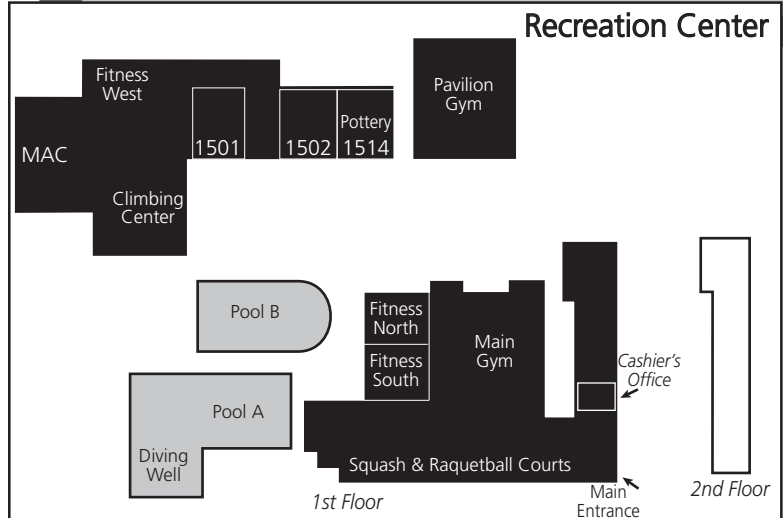 Recreation Center
Fitness
West
Pavilion
Gym
MAC
1501
1502
Pottery
1514
Climbing
Center
Pool B
Fitness
North
Fitness
South
Main
Gym
Cashier's
Office
Pool A
Diving
Well
Squash & Raquetball Courts
1st Floor
Main
Entrance
2nd Floor